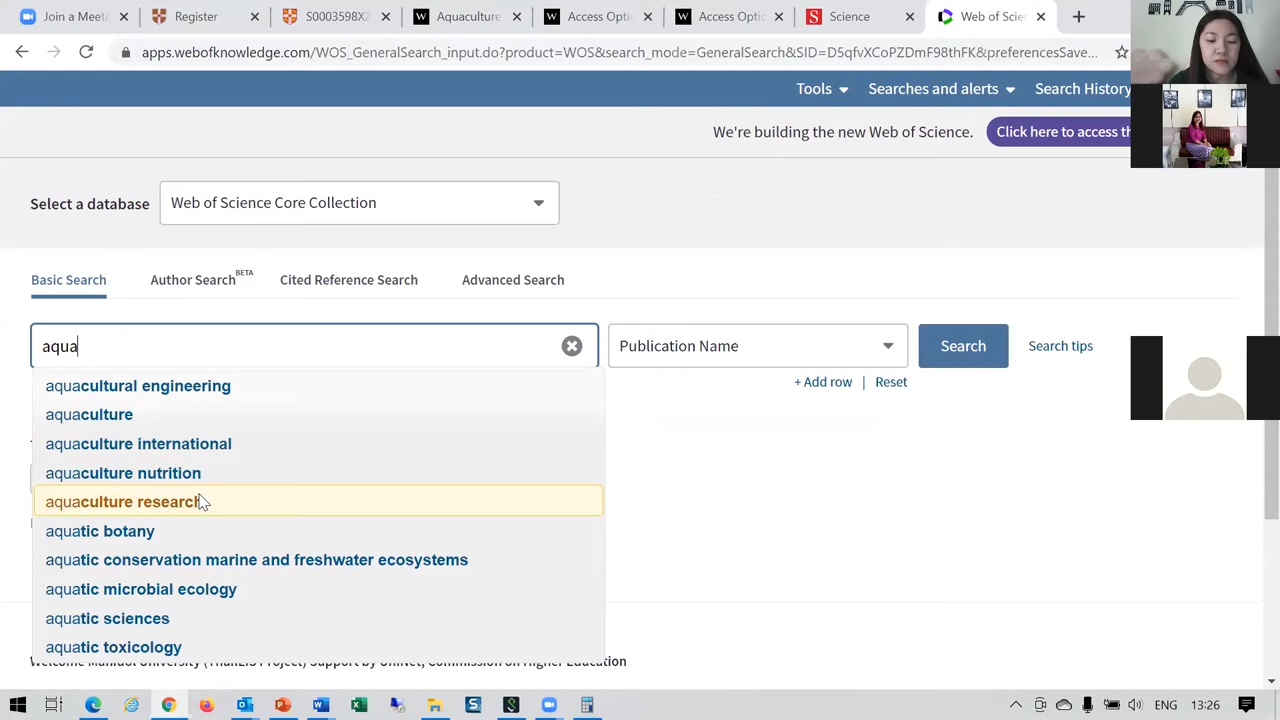 Join a Meeti
Register
S0003598X2
Aquaculture
Access Optio
Access Optio
Science
Web of Scie
apps.webofknowledge.com/WOS_GeneralSearch_input.do?product=WOS&search_mode=GeneralSearch&SID=D5qfvXCoPZDmF98thFK&preferencesSave...
Tools
Searches and alerts
Search History
We're building the new Web of Science.
Click here to access th
Select a database
Web of Science Core Collection
Basic Search
Author Search BETA
Cited Reference Search
Advanced Search
aqua
Publication Name
Search
Search tips
+ Add row | Reset
aquacultural engineering
aquaculture
aquaculture international
aquaculture nutrition
aquaculture research
aquatic botany
aquatic conservation marine and freshwater ecosystems
aquatic microbial ecology
aquatic sciences
aquatic toxicology
Welcome Mahidol University (ThaiLIS Project) Support by UniNet, Commission on Higher Education
ENG
13:26